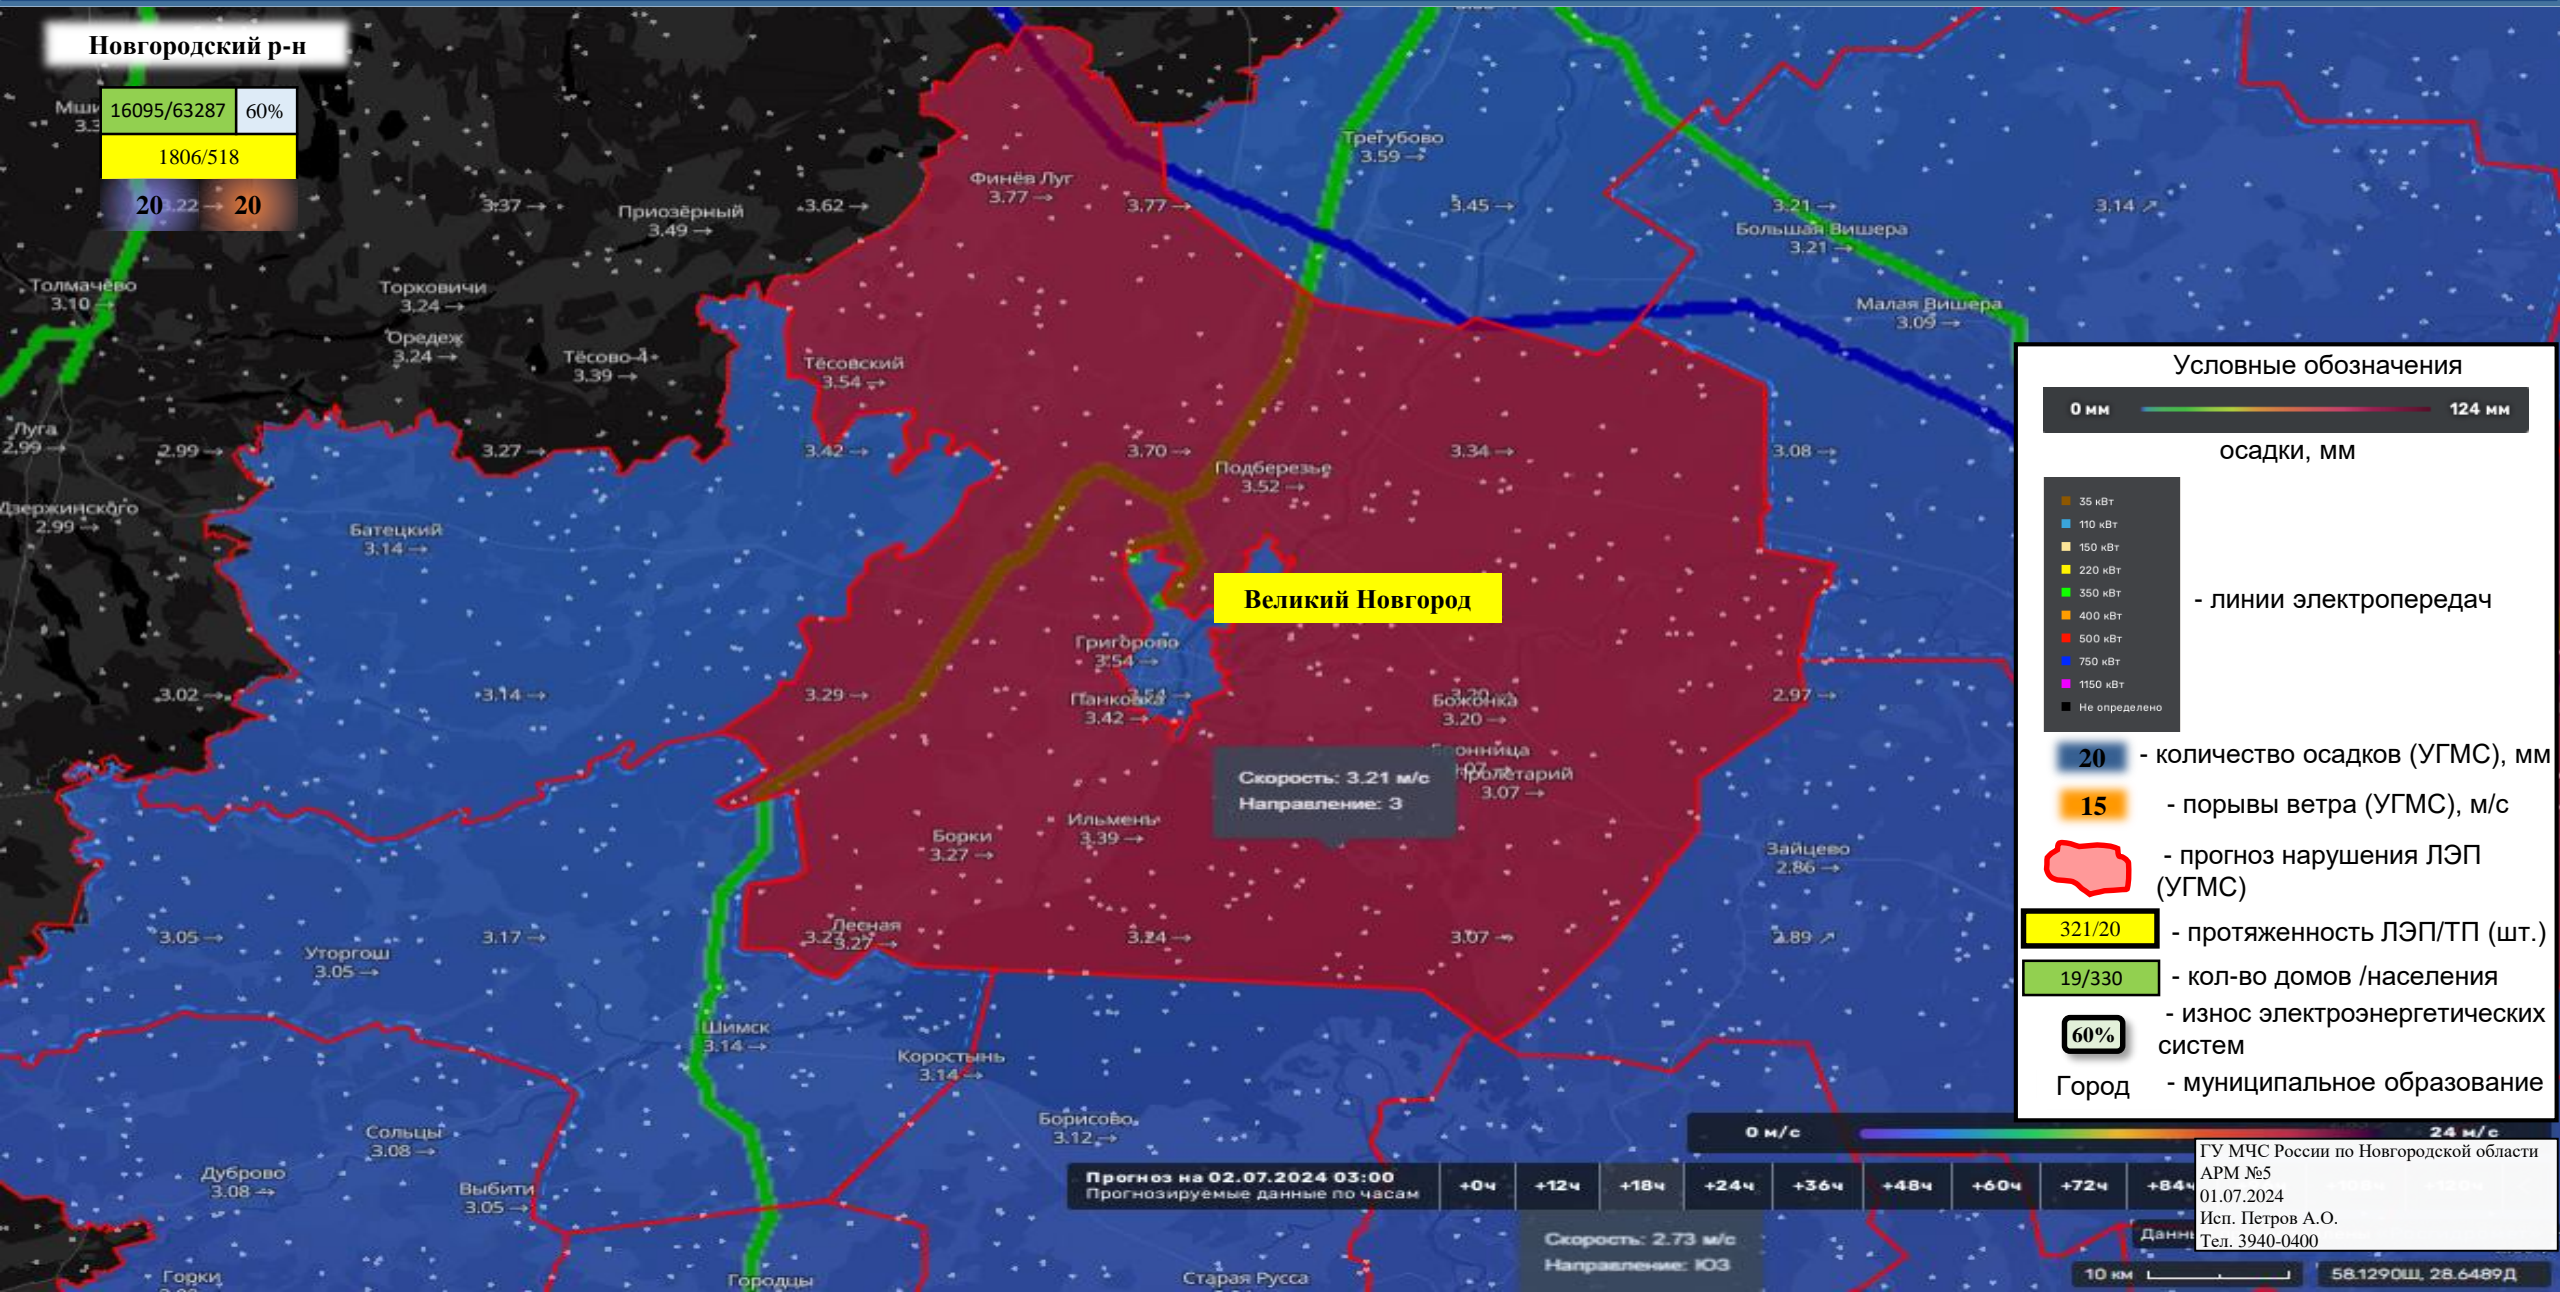 Новгородский р-н
16095/63287 60%
1806/518
20 3.22→ 20
Трегубово
3.59 →
Финёв Луг
3.77 →
3.77 →
3.37 →
Приозёрный
3.49 →
3.62 →
3.45 →
3.21 →
Большая Вишера
3.21 →
3.14 ↗
Толмачёво
3.10 →
Торковичи
3.24 →
Малая Вишера
3.09 →
Оредеж
3.24 →
Тёсово-4
3.39 →
Тёсовский
3.54 →
Луга
2.99 →
2.99 →
3.27 →
3.42 →
3.70 →
3.34 →
3.08 →
Подберезье
3.52 →
Дзержинского
2.99 →
Батецкий
3.14 →
Великий Новгород
Григорово
3.54 →
3.02 →
3.14 →
3.29 →
3.54 →
Панковка
3.42 →
Божонка
3.20 →
2.97 →
Бронница
Пролетарий
3.07 →
Скорость: 3.21 м/с
Направление: З
Ильмень
3.39 →
Борки
3.27 →
Зайцево
2.86 →
3.05 →
3.17 →
Лесная
3.27 →
3.24 →
3.07 →
2.89 ↗
Уторгош
3.05 →
Шимск
3.14 →
Коростынь
3.14 →
Борисово
3.12 →
Сольцы
3.08 →
Дуброво
3.08 →
Выбити
3.05 →
Горки
Городцы
Старая Русса
Условные обозначения
0 мм 124 мм
осадки, мм
35 кВт
110 кВт
150 кВт
220 кВт
350 кВт
400 кВт
500 кВт
750 кВт
1150 кВт
Не определено
- линии электропередач
20 - количество осадков (УГМС), мм
15 - порывы ветра (УГМС), м/с
- прогноз нарушения ЛЭП
(УГМС)
321/20 - протяженность ЛЭП/ТП (шт.)
19/330 - кол-во домов /населения
60% - износ электроэнергетических
систем
Город - муниципальное образование
0 м/с 24 м/с
Прогноз на 02.07.2024 03:00
Прогнозируемые данные по часам
+0ч +12ч +18ч +24ч +36ч +48ч +60ч +72ч +84ч
Скорость: 2.73 м/с
Направление: ЮЗ
ГУ МЧС России по Новгородской области
АРМ №5
01.07.2024
Исп. Петров А.О.
Тел. 3940-0400
10 км
58.1290Ш, 28.6489Д